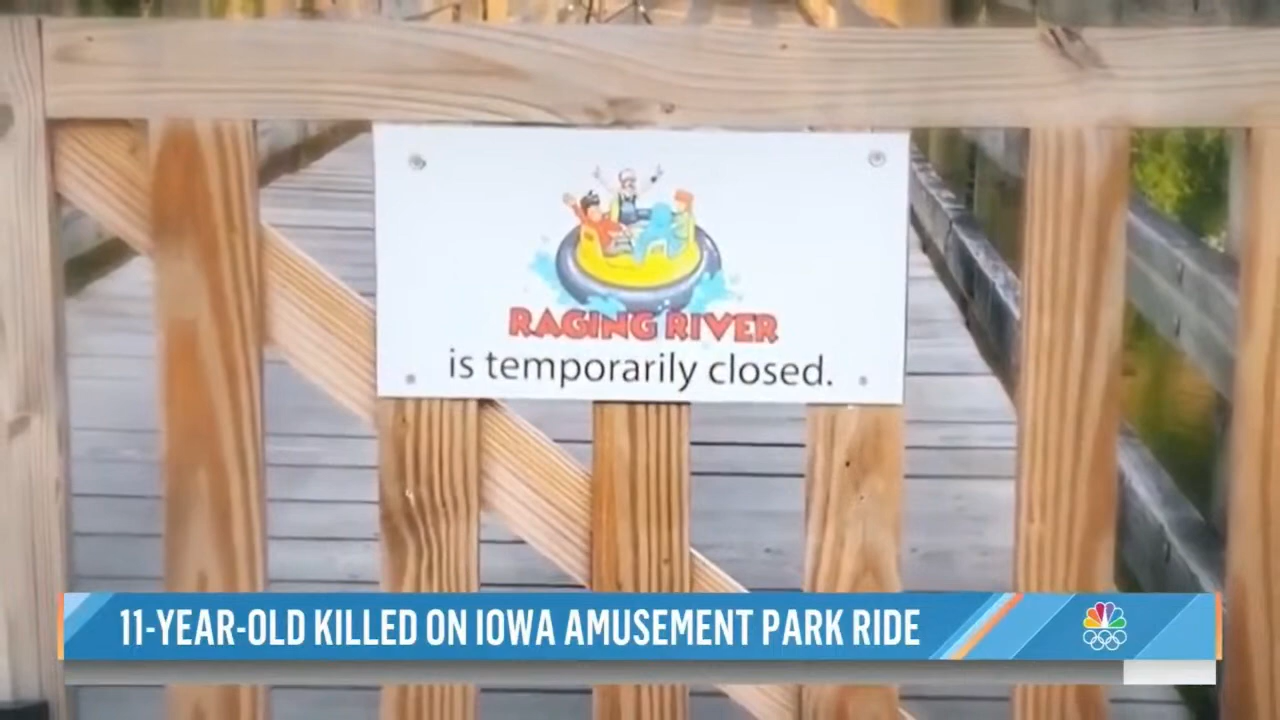 RAGING RIVER
is temporarily closed.
11-YEAR-OLD KILLED ON IOWA AMUSEMENT PARK RIDE